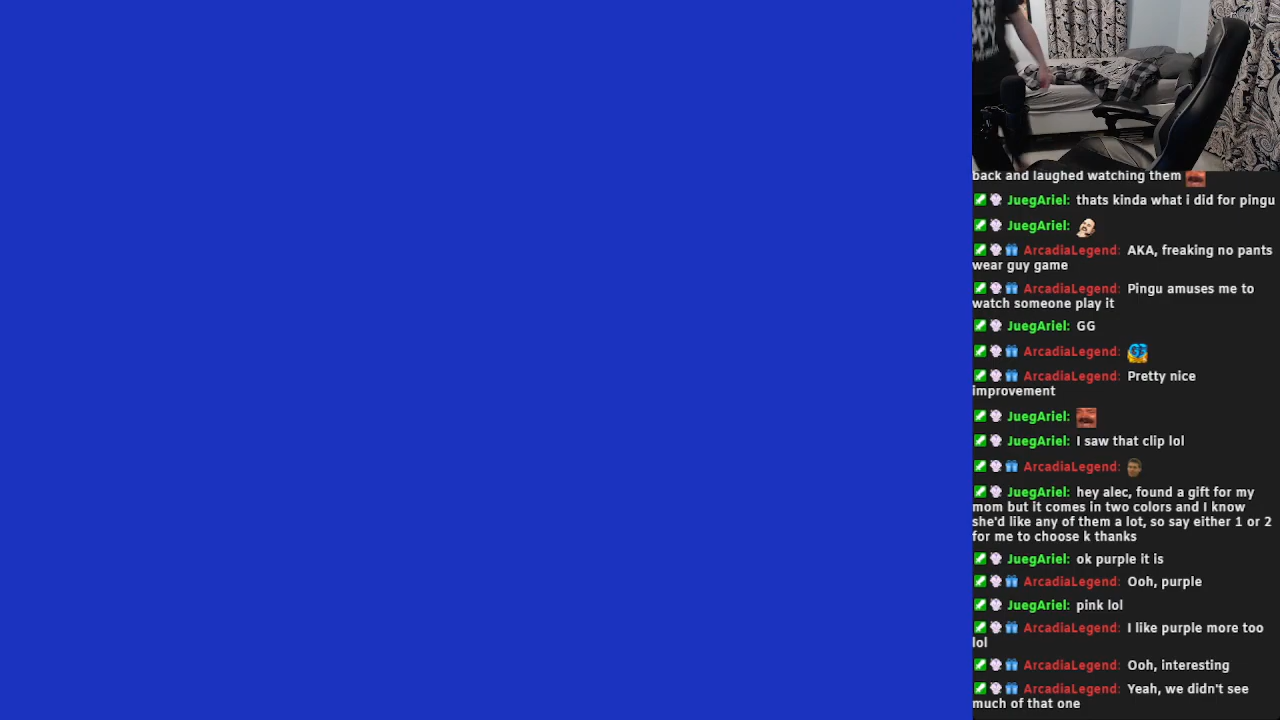 back and laughed watching them
JuegAriel: thats kinda what i did for pingu
JuegAriel:
ArcadiaLegend: AKA, freaking no pants
wear guy game
ArcadiaLegend: Pingu amuses me to
watch someone play it
JuegAriel: GG
ArcadiaLegend:
ArcadiaLegend: Pretty nice
improvement
JuegAriel:
JuegAriel: I saw that clip lol
ArcadiaLegend:
JuegAriel: hey alec, found a gift for my
mom but it comes in two colors and I know
she'd like any of them a lot, so say either 1 or 2
for me to choose k thanks
JuegAriel: ok purple it is
ArcadiaLegend: Ooh, purple
JuegAriel: pink lol
ArcadiaLegend: I like purple more too
lol
ArcadiaLegend: Ooh, interesting
ArcadiaLegend: Yeah, we didn't see
much of that one